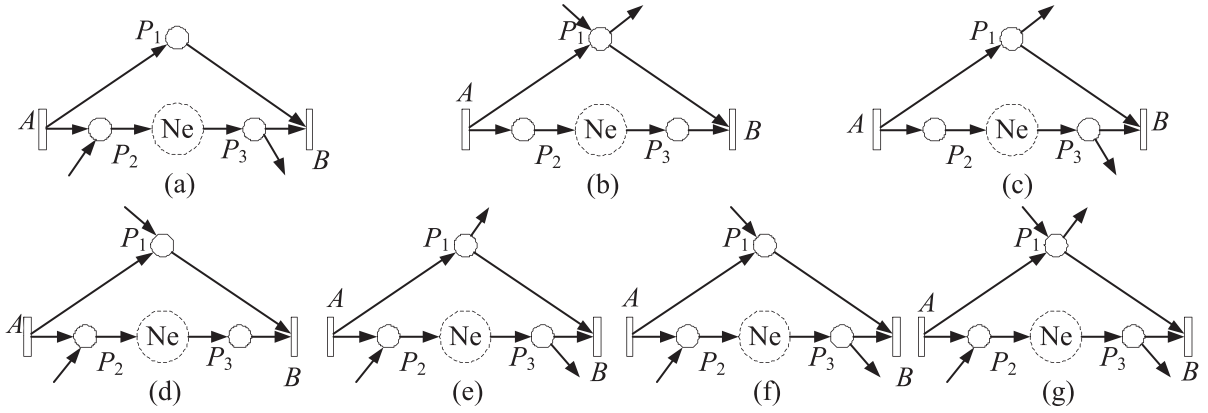 P1 P1 P1
A Ne B A Ne B A Ne B
P2 P3 P2 P3 P2 P3
(a) (b) (c)
P1 P1 P1 P1
A Ne B A Ne B A Ne B A Ne B
P2 P3 P2 P3 P2 P3 P2 P3
(d) (e) (f) (g)